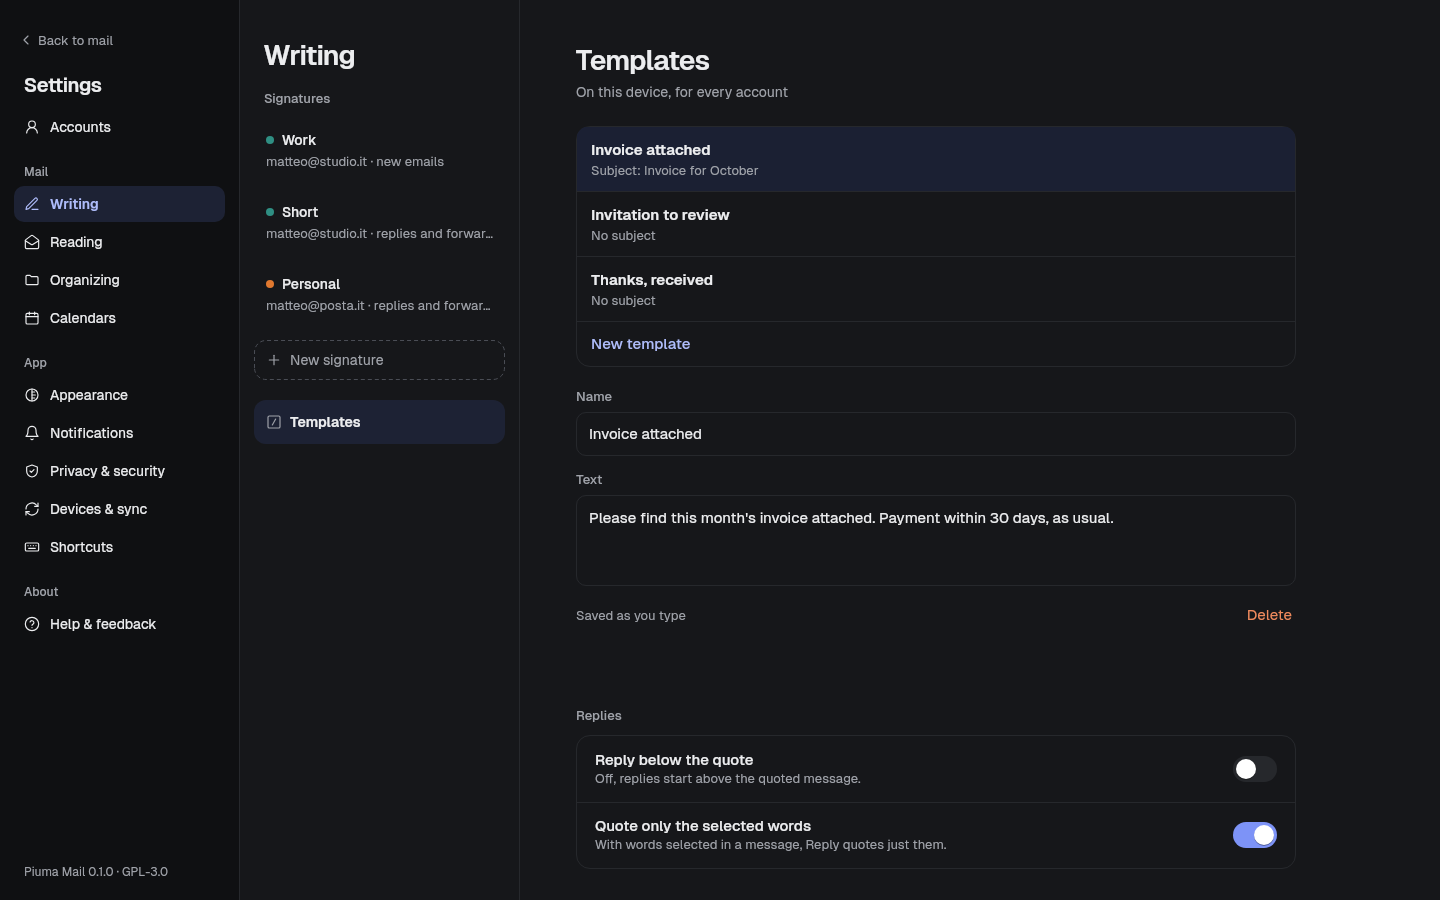 Back to mail
Settings
Accounts
Mail
Writing
Reading
Organizing
Calendars
App
Appearance
Notifications
Privacy & security
Devices & sync
Shortcuts
About
Help & feedback
Piuma Mail 0.1.0 · GPL-3.0
Writing
Signatures
Work
matteo@studio.it · new emails
Short
matteo@studio.it · replies and forwar...
Personal
matteo@posta.it · replies and forwar...
New signature
Templates
Templates
On this device, for every account
Invoice attached
Subject: Invoice for October
Invitation to review
No subject
Thanks, received
No subject
New template
Name
Invoice attached
Text
Please find this month's invoice attached. Payment within 30 days, as usual.
Saved as you type
Delete
Replies
Reply below the quote
Off, replies start above the quoted message.
Quote only the selected words
With words selected in a message, Reply quotes just them.